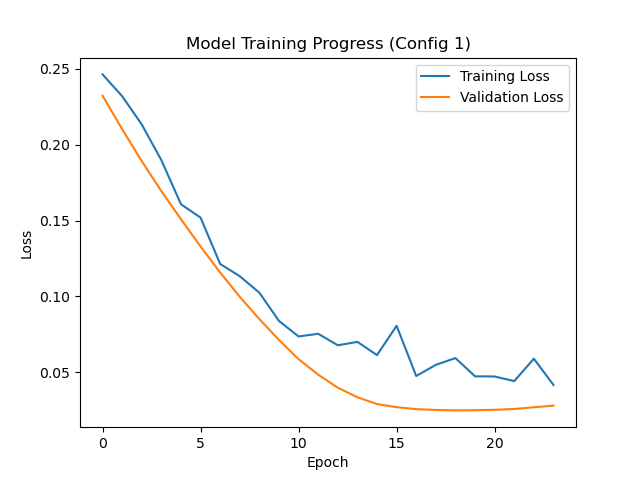 Model Training Progress (Config 1)
Training Loss
Validation Loss
0.25
0.20
0.15
0.10
0.05
Loss
0
5
10
15
20
Epoch